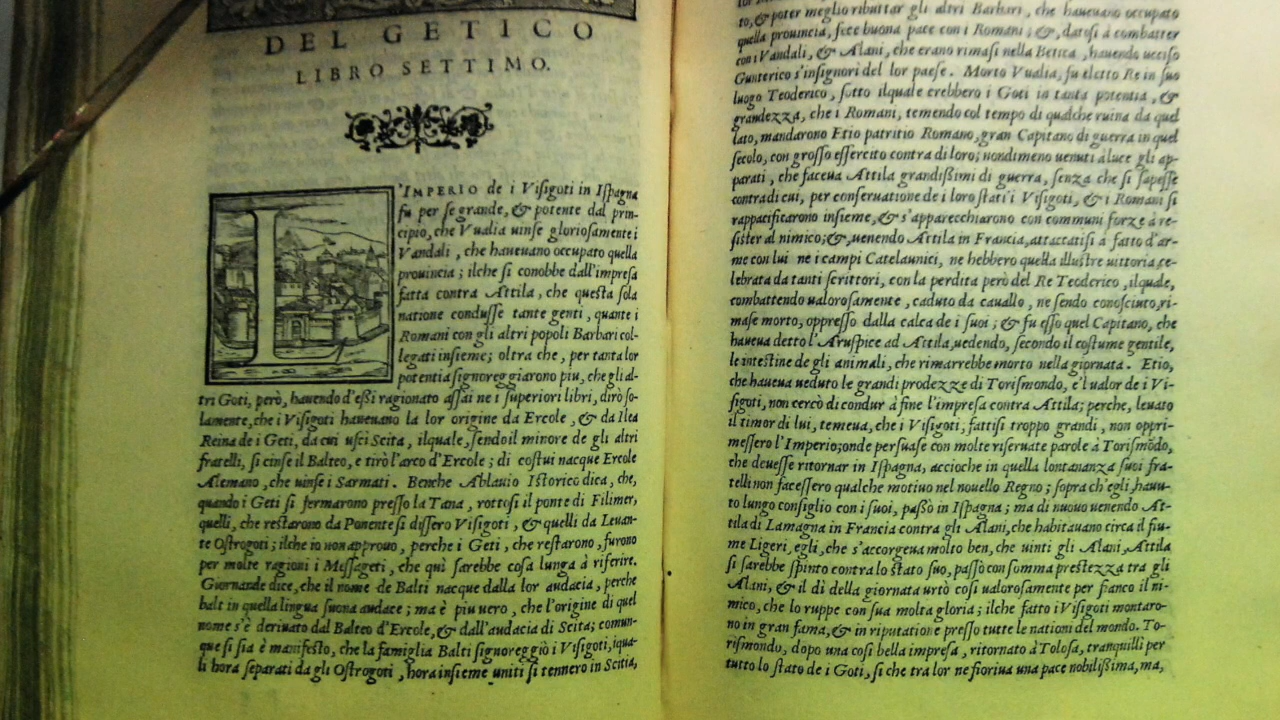 DEL GETICO
LIBRO SETTIMO.
L'IMPERIO de i Visigoti in Ispagna
fu per se grande, & potente dal prin-
cipio, che Vualia uinse gloriosamente i
Vandali, che haueuano occupato quella
prouincia; ilche si conobbe dall'impresa
fatta contra Attila, che questa sola
natione condusse tante genti, quante i
Romani con gli altri popoli Barbari col-
legati insieme; oltra che, per tanta lor
potentia signoreggiarono piu, che gli al-
tri Goti, però, hauendo d'eßi ragionato assai ne i superiori libri, dirò so-
lamente, che i Visigoti haueuano la lor origine da Ercole, & da Ilea
Reina de i Geti, da cui uscì Scita, ilquale, sendo il minore de gli altri
fratelli, si cinse il Balteo, e tirò l'arco d'Ercole; di costui nacque Ercole
Alemano, che uinse i Sarmati. Benche Ablauio Istorico dica, che,
quando i Geti si fermarono presso la Tana, rottosi il ponte di Filimer,
quelli, che restarono da Ponente si dissero Visigoti, & quelli da Leuan-
te Ostrogoti; ilche io non approuo, perche i Geti, che restarono, furono
per molte ragioni i Messageti, che quì sarebbe cosa lunga à riferire.
Giornande dice, che il nome de Balti nacque dalla lor audacia, perche
balt in quella lingua suona audace; ma è piu uero, che l'origine di quel
nome s'è deriuato dal Balteo d'Ercole, & dall'audacia di Scita; comun-
que si sia è manifesto, che la famiglia Balti signoreggiò i Visigoti, iqua-
li hora separati da gli Ostrogoti, hora insieme uniti si tennero in Scitia,
to, & poter meglio ributtar gli altri Barbari, che haueuano occupato
quella prouincia, fece buona pace con i Romani; &, datosi à combatter
con i Vandali, & Alani, che erano rimasi nella Betica, hauendo ucciso
Gunterico s'insignorì del lor paese. Morto Vualia, fu eletto Re in suo
luogo Teoderico, sotto ilquale crebbero i Goti in tanta potentia, &
grandezza, che i Romani, temendo col tempo di qualche ruina da quel
lato, mandarono Etio patritio Romano, gran Capitano di guerra in quel
secolo, con grosso essercito contra di loro; nondimeno uenuti à luce gli ap-
parati, che faceua Attila grandißimi di guerra, senza che si sapesse
contra di cui, per conseruatione de i loro stati i Visigoti, & i Romani si
rappacificarono insieme, & s'apparecchiarono con communi forze à re-
sister al nimico; &, uenendo Attila in Francia, attaccatisi à fatto d'ar-
me con lui ne i campi Catelaunici, ne hebbero quella illustre uittoria ce-
lebrata da tanti scrittori, con la perdita però del Re Teoderico, ilquale,
combattendo ualorosamente, caduto da cauallo, ne sendo conosciuto, ri-
mase morto, oppresso dalla calca de i suoi; & fu esso quel Capitano, che
haueua detto l'Aruspice ad Attila, uedendo, secondo il costume gentile,
le intestine de gli animali, che rimarrebbe morto nella giornata. Etio,
che haueua ueduto le grandi prodezze di Torismondo, e'l ualor de i Vi-
sigoti, non cercò di condur à fine l'impresa contra Attila; perche, leuato
il timor di lui, temeua, che i Visigoti, fattisi troppo grandi, non oppri-
messero l'Imperio; onde persuase con molte riseruate parole à Torismõdo,
che douesse ritornar in Ispagna, accioche in quella lontananza suoi fra-
telli non facessero qualche motiuo nel nouello Regno; sopra ch'egli, hauu-
to lungo consiglio con i suoi, passò in Ispagna; ma di nuouo uenendo At-
tila di Lamagna in Francia contra gli Alani, che habitauano circa il fiu-
me Ligeri, egli, che s'accorgeua molto ben, che uinti gli Alani, Attila
si sarebbe spinto contra lo stato suo, passò con somma prestezza tra gli
Alani, & il dì della giornata urtò così ualorosamente per fianco il ni-
mico, che lo ruppe con sua molta gloria; ilche fatto i Visigoti montaro-
no in gran fama, & in riputatione presso tutte le nationi del mondo. To-
rismondo, dopo una così bella impresa, ritornato à Tolosa, tranquillì per
tutto lo stato de i Goti, si che tra lor ne fioriua una pace nobilißima, ma,